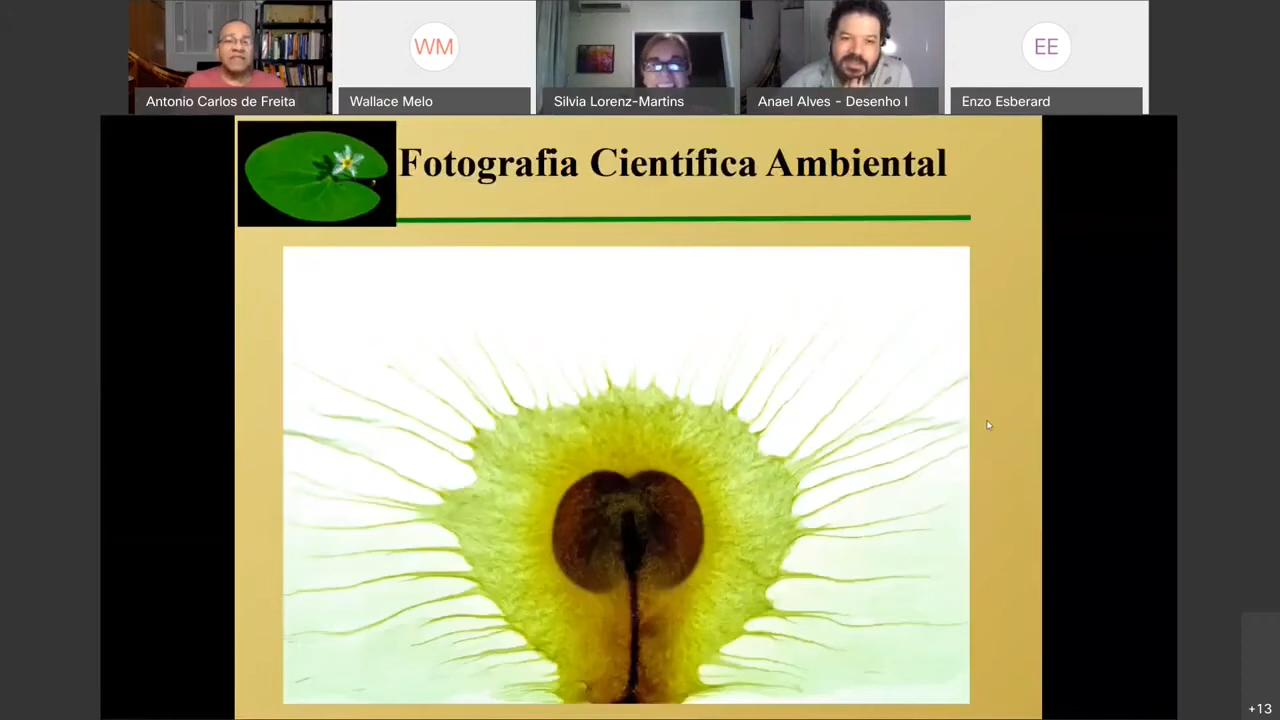 WM
EE
Antonio Carlos de Freita
Wallace Melo
Silvia Lorenz-Martins
Anael Alves - Desenho I
Enzo Esberard
Fotografia Científica Ambiental
+13